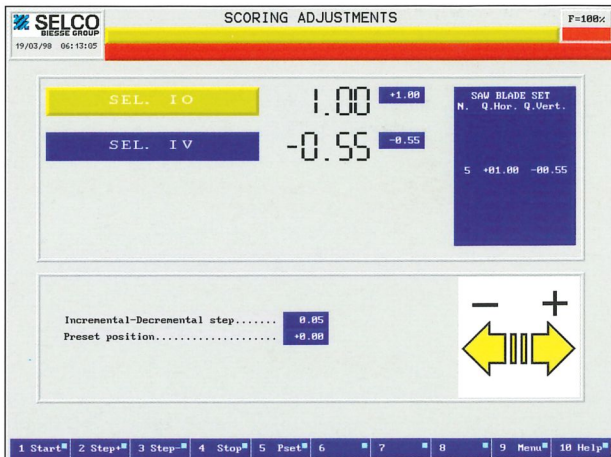 SELCO
BIESSE GROUP
19/03/98 06:13:05
SCORING ADJUSTMENTS
F=100%
SEL. IO
1.00
+1.00
SEL. IV
-0.55
-0.55
SAW BLADE SET
N. Q.Hor. Q.Vert.
5 +01.00 -00.55
Incremental-Decremental step....... 0.05
Preset position.................... +0.00
- +
1 Start 2 Step+ 3 Step- 4 Stop 5 Pset 6 7 8 9 Menu 10 Help